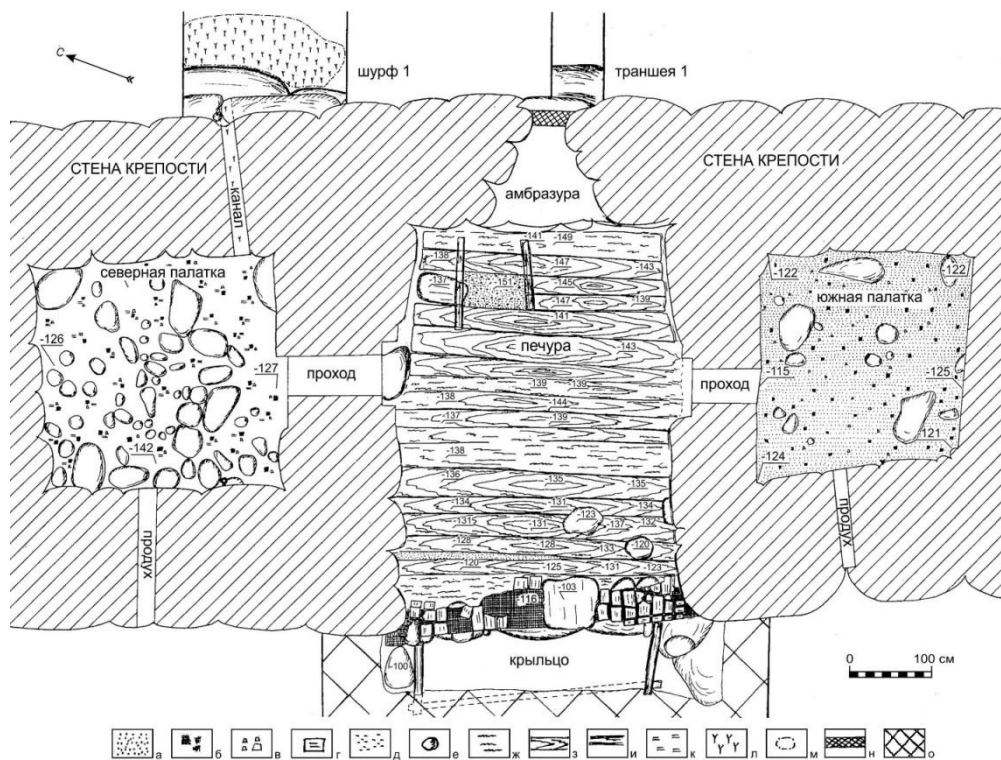 С
шурф 1
траншея 1
СТЕНА КРЕПОСТИ
СТЕНА КРЕПОСТИ
амбразура
канал
северная палатка
южная палатка
печура
проход
проход
продух
продух
крыльцо
-141
-149
-138
-147
-143
-137
-151
-145
-147
-139
-141
-143
-139
-139
-138
-144
-137
-139
-138
-136
-135
-135
-134
-131
-134
-1315
-131
-123
-137
-132
-128
-128
-133
-120
-120
-125
-131
-123
-103
-116
-100
-126
-127
-142
-122
-122
-115
-125
-121
-124
0 100 см
а б в г д е ж з и к л м н о